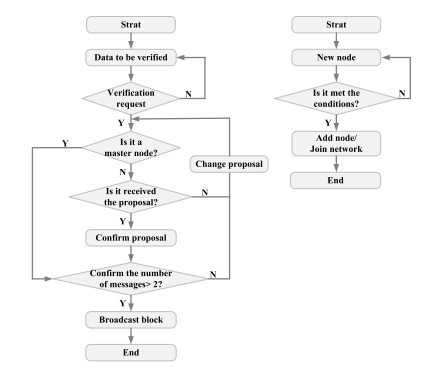 Strat
Data to be verified
Verification
request
N
Y
Is it a
master node?
Y
N
Change proposal
Is it received
the proposal?
N
Y
Confirm proposal
Confirm the number
of messages> 2?
N
Y
Broadcast block
End
Strat
New node
Is it met the
conditions?
N
Y
Add node/
Join network
End